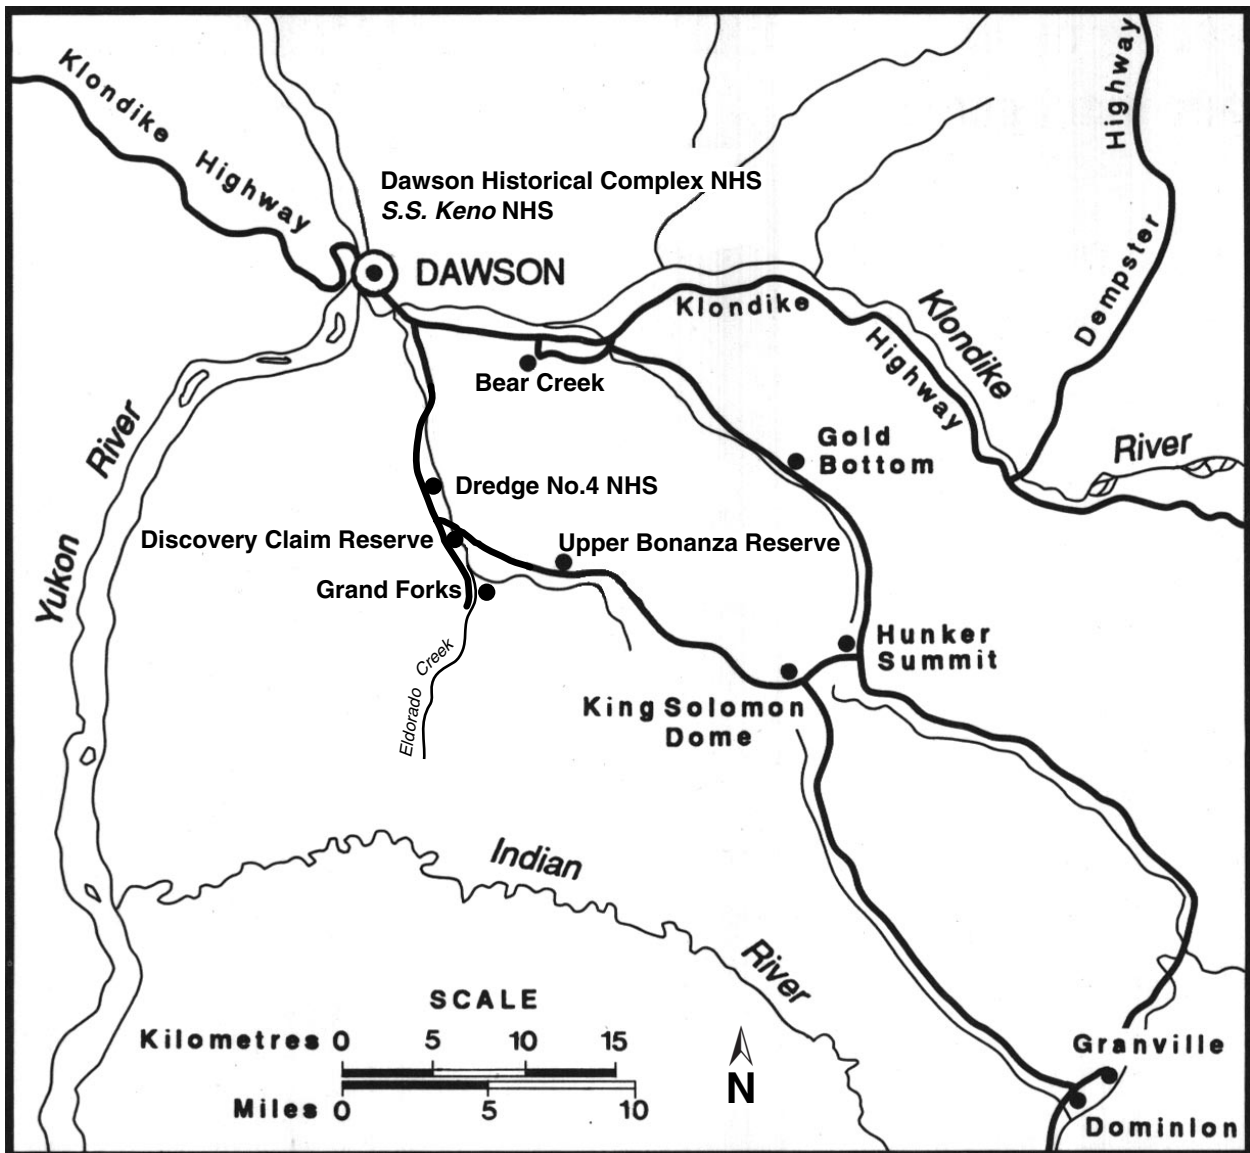 Klondike Highway
Highway
Dempster
Dawson Historical Complex NHS
S.S. Keno NHS
DAWSON
Klondike
Highway
Klondike
River
Bear Creek
Gold
Bottom
River
Yukon
Dredge No.4 NHS
Discovery Claim Reserve
Upper Bonanza Reserve
Grand Forks
Eldorado Creek
Hunker
Summit
King Solomon
Dome
Indian
River
SCALE
Kilometres 0 5 10 15
Miles 0 5 10
N
Granville
Dominion